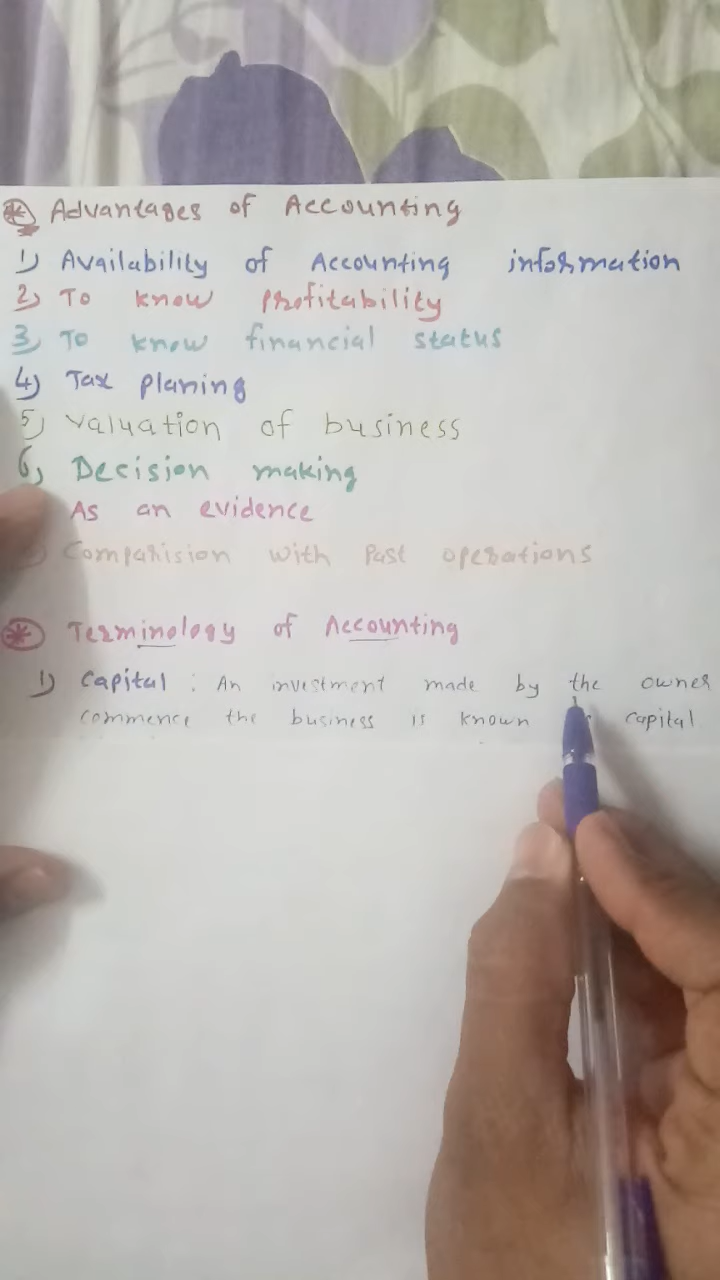 Advantages of Accounting
1) Availability of Accounting information
2) To know Profitability
3) To know financial status
4) Tax planing
5) Valuation of business
6) Decision making
As an evidence
Comparision with Past operations
Terminology of Accounting
1) Capital : An investment made by the owner
commence the business is known capital